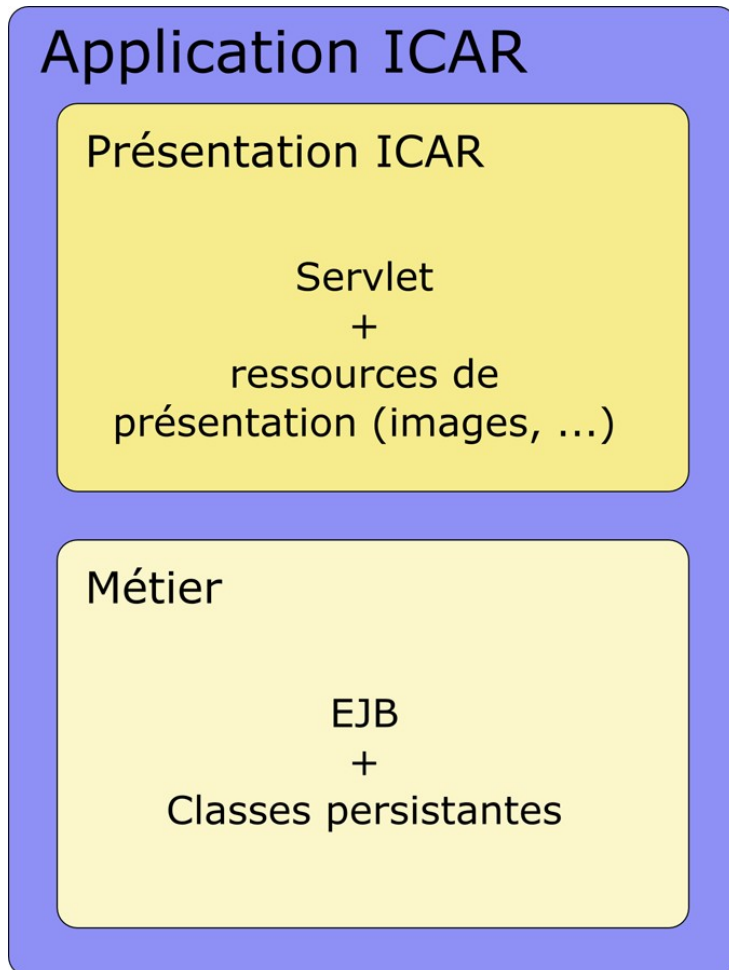 Application ICAR
Présentation ICAR
Servlet
+
ressources de
présentation (images, ...)
Métier
EJB
+
Classes persistantes